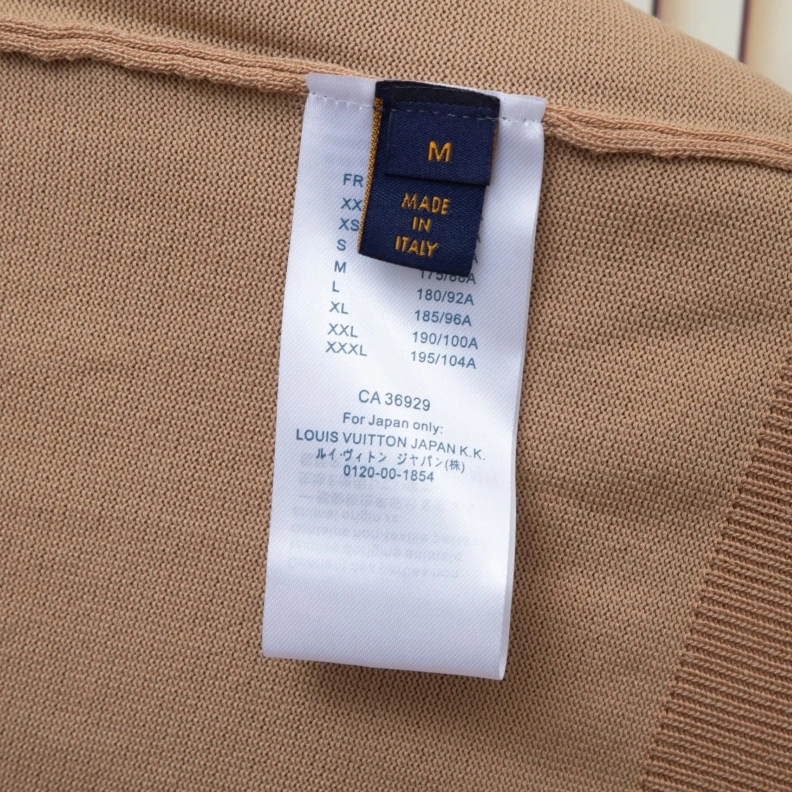 M
MADE
IN
ITALY
FR
XX
XS
S
M 175/88A
L 180/92A
XL 185/96A
XXL 190/100A
XXXL 195/104A
CA 36929
For Japan only:
LOUIS VUITTON JAPAN K.K.
ルイ·ヴィトン ジャパン(株)
0120-00-1854